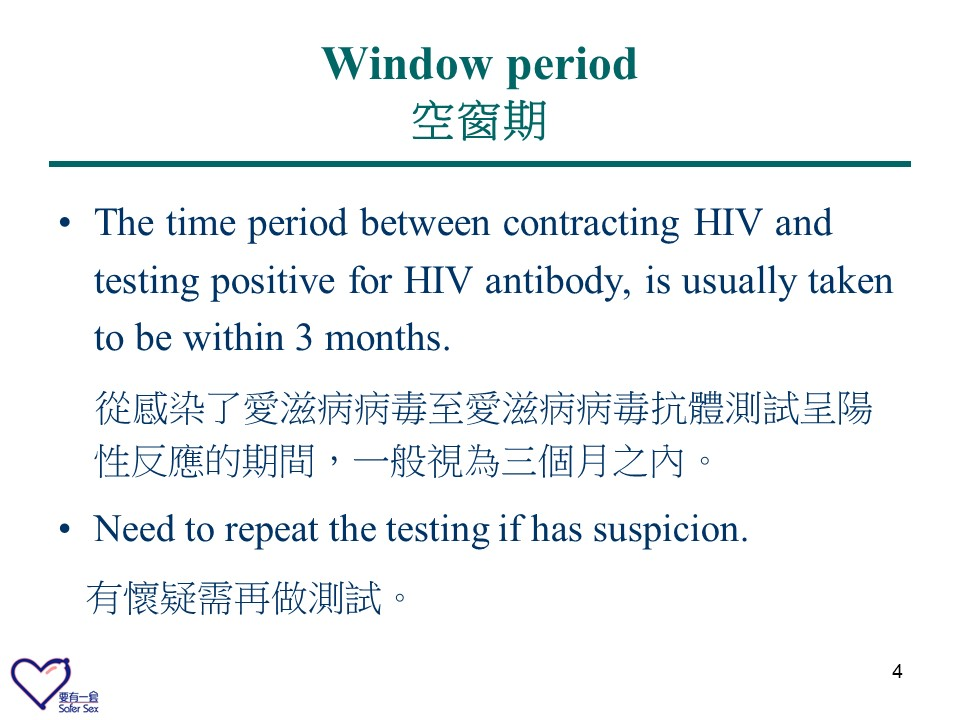 Window period
空窗期
• The time period between contracting HIV and
testing positive for HIV antibody, is usually taken
to be within 3 months.
從感染了愛滋病病毒至愛滋病病毒抗體測試呈陽
性反應的期間，一般視為三個月之內。
• Need to repeat the testing if has suspicion.
有懷疑需再做測試。
要有一套
Safer Sex
4